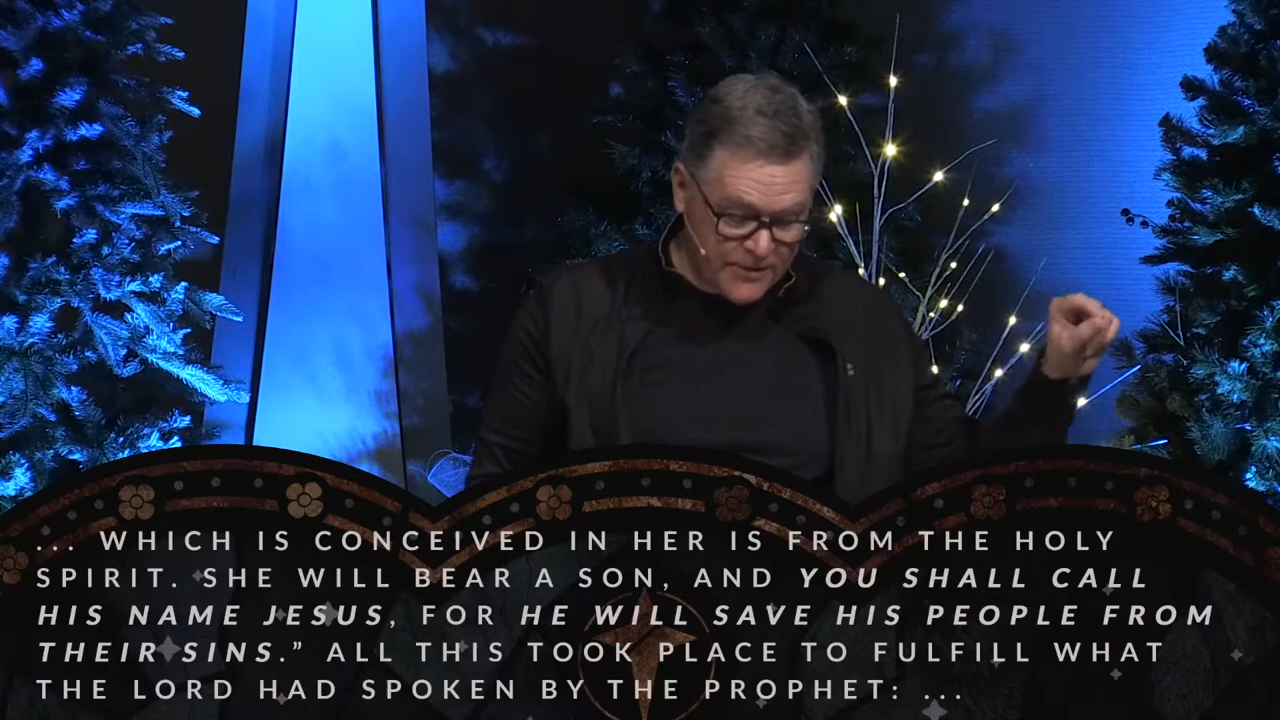 ... WHICH IS CONCEIVED IN HER IS FROM THE HOLY
SPIRIT. SHE WILL BEAR A SON, AND YOU SHALL CALL
HIS NAME JESUS, FOR HE WILL SAVE HIS PEOPLE FROM
THEIR SINS.” ALL THIS TOOK PLACE TO FULFILL WHAT
THE LORD HAD SPOKEN BY THE PROPHET: ...